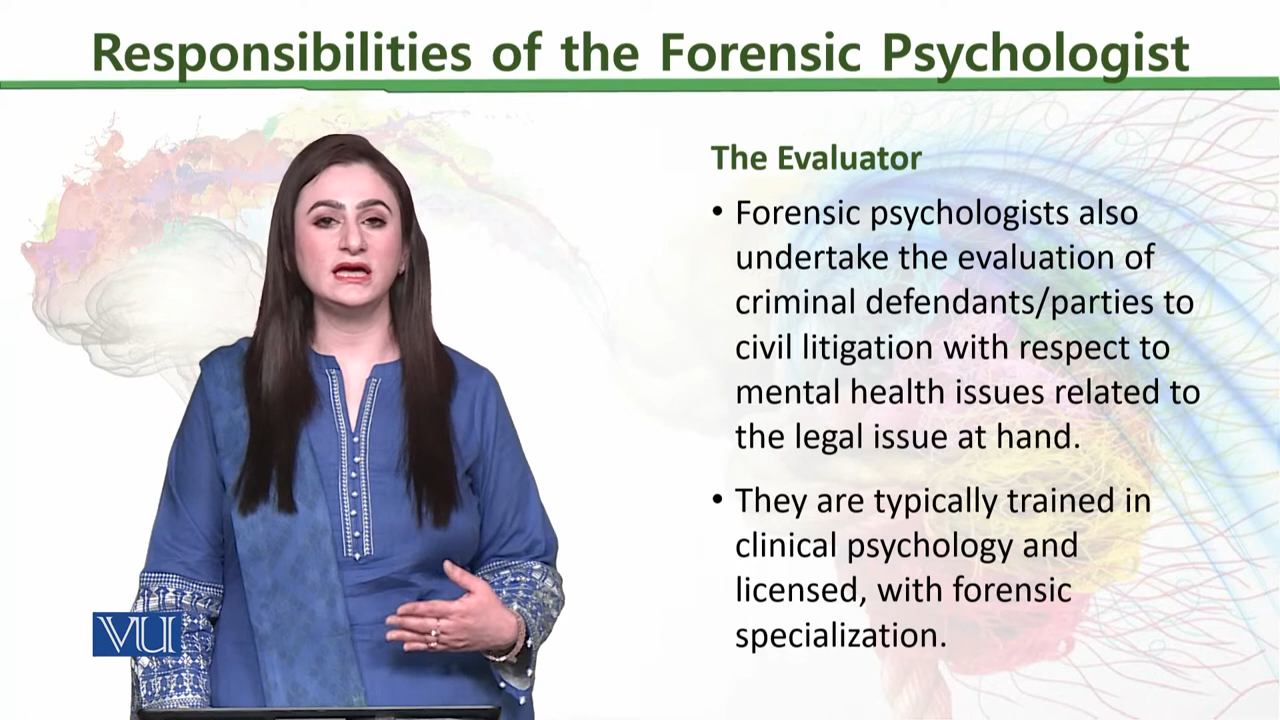 Responsibilities of the Forensic Psychologist
The Evaluator
• Forensic psychologists also
undertake the evaluation of
criminal defendants/parties to
civil litigation with respect to
mental health issues related to
the legal issue at hand.
• They are typically trained in
clinical psychology and
licensed, with forensic
specialization.
VU